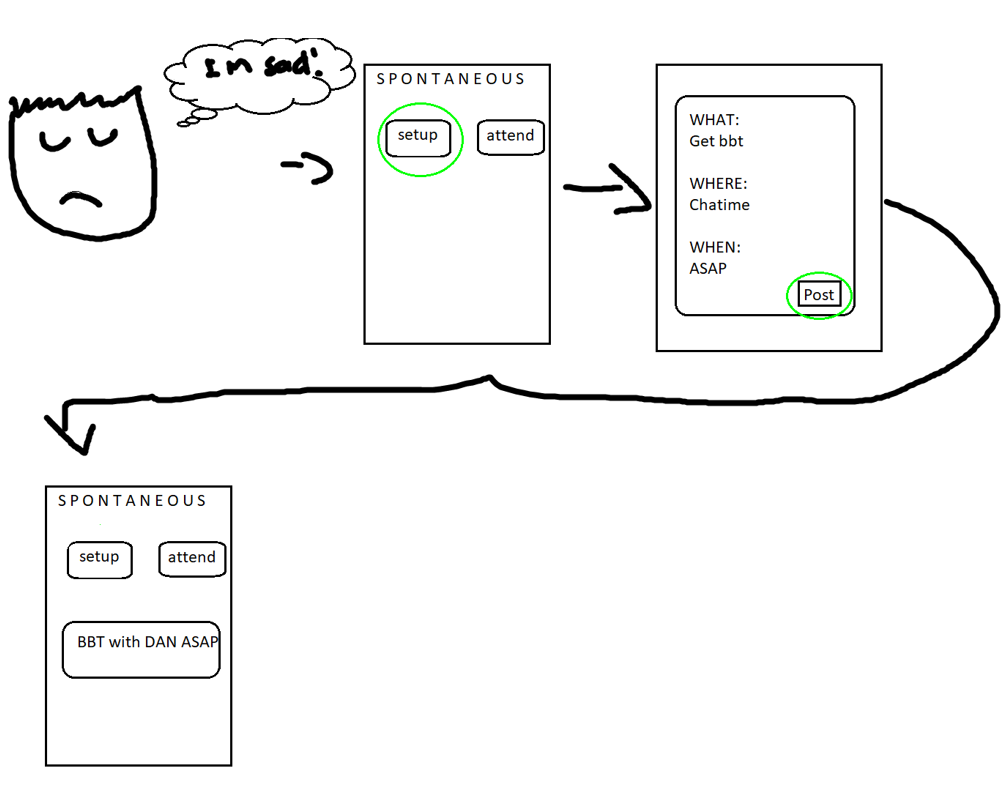 I'm sad!
SPONTANEOUS
setup attend
WHAT:
Get bbt
WHERE:
Chatime
WHEN:
ASAP
Post
SPONTANEOUS
setup attend
BBT with DAN ASAP